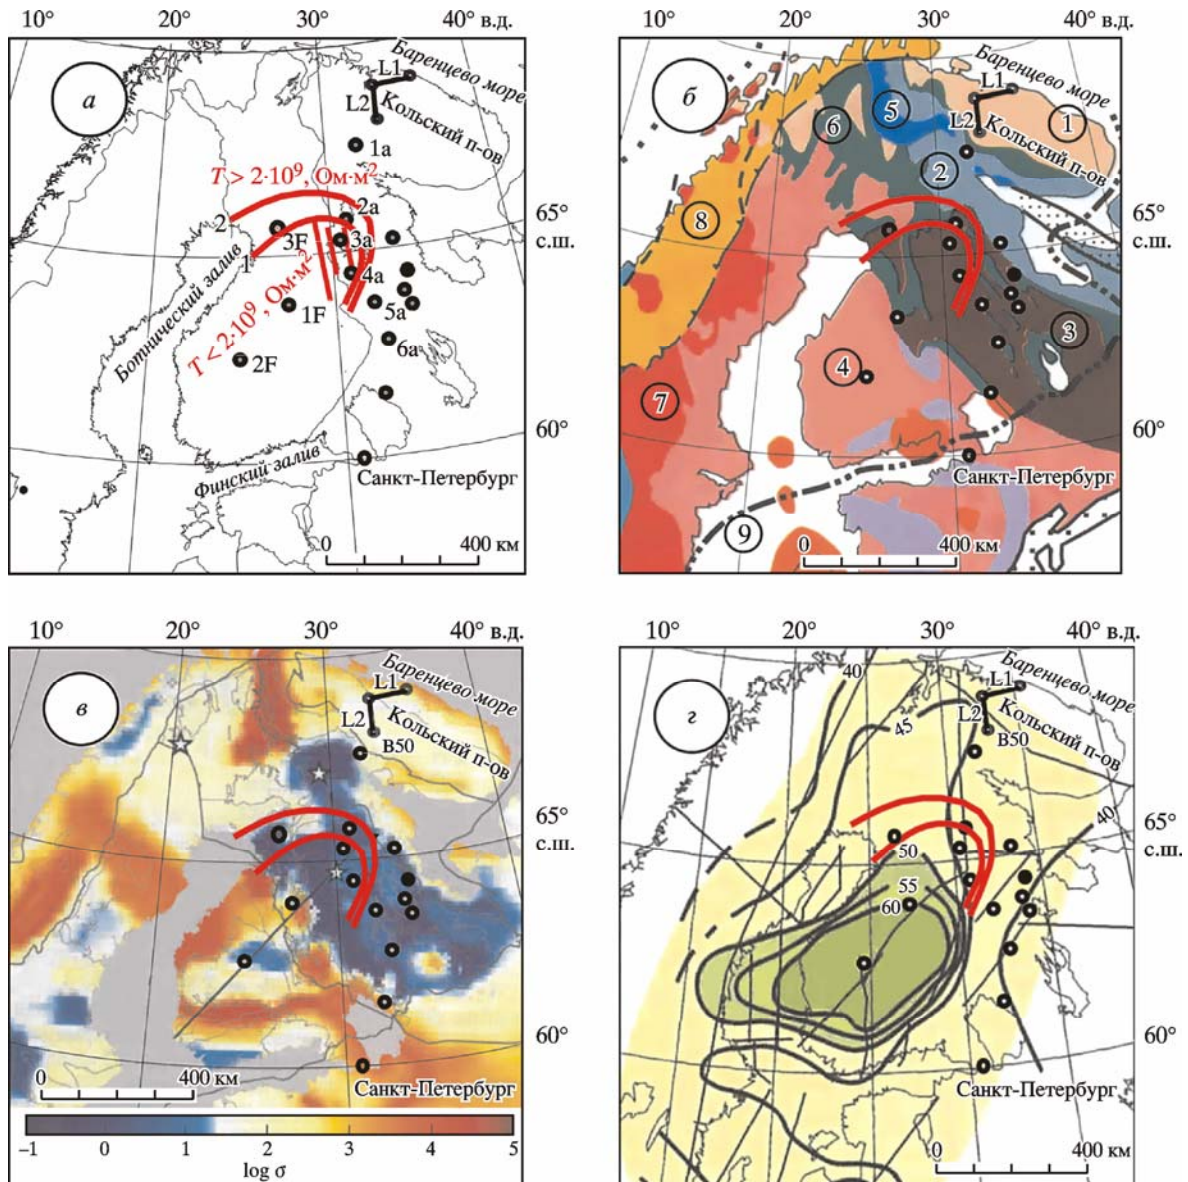 10° 20° 30° 40° в.д.
а
Баренцево море
L1
L2
Кольский п-ов
1а
T > 2·10⁹, Ом·м²
2
2а
65°
с.ш.
3F
3а
1
4а
Ботнический залив
T < 2·10⁹, Ом·м²
1F
5а
6а
2F
60°
Финский залив
Санкт-Петербург
0 400 км
10° 20° 30° 40° в.д.
б
Баренцево море
L1
5
6
1
L2
Кольский п-ов
2
8
65°
с.ш.
3
4
7
60°
Санкт-Петербург
9
0 400 км
10° 20° 30° 40° в.д.
в
Баренцево море
L1
L2
Кольский п-ов
B50
65°
с.ш.
60°
0 400 км
Санкт-Петербург
–1 0 1 2 3 4 5
log σ
10° 20° 30° 40° в.д.
г
40
Баренцево море
L1
45
L2
Кольский п-ов
B50
40
65°
с.ш.
50
55
60
60°
Санкт-Петербург
0 400 км